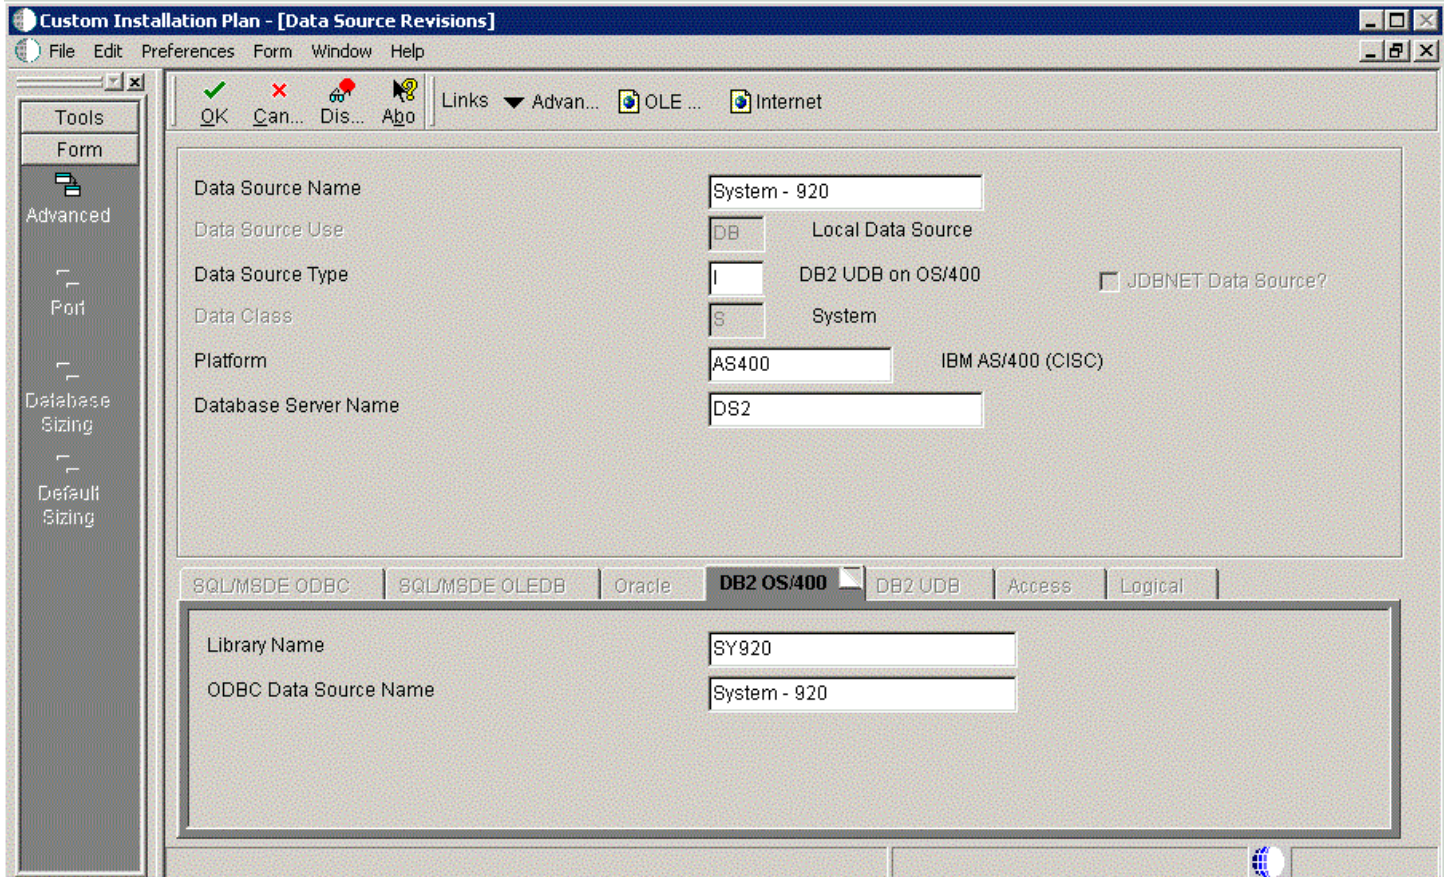 Custom Installation Plan - [Data Source Revisions]
File Edit Preferences Form Window Help
OK Can... Dis... Abo Links Advan... OLE ... Internet
Tools
Form
Advanced
Port
Database
Sizing
Default
Sizing
Data Source Name System - 920
Data Source Use DB Local Data Source
Data Source Type I DB2 UDB on OS/400 JDBNET Data Source?
Data Class S System
Platform AS400 IBM AS/400 (CISC)
Database Server Name DS2
SQL/MSDE ODBC SQL/MSDE OLEDB Oracle DB2 OS/400 DB2 UDB Access Logical
Library Name SY920
ODBC Data Source Name System - 920